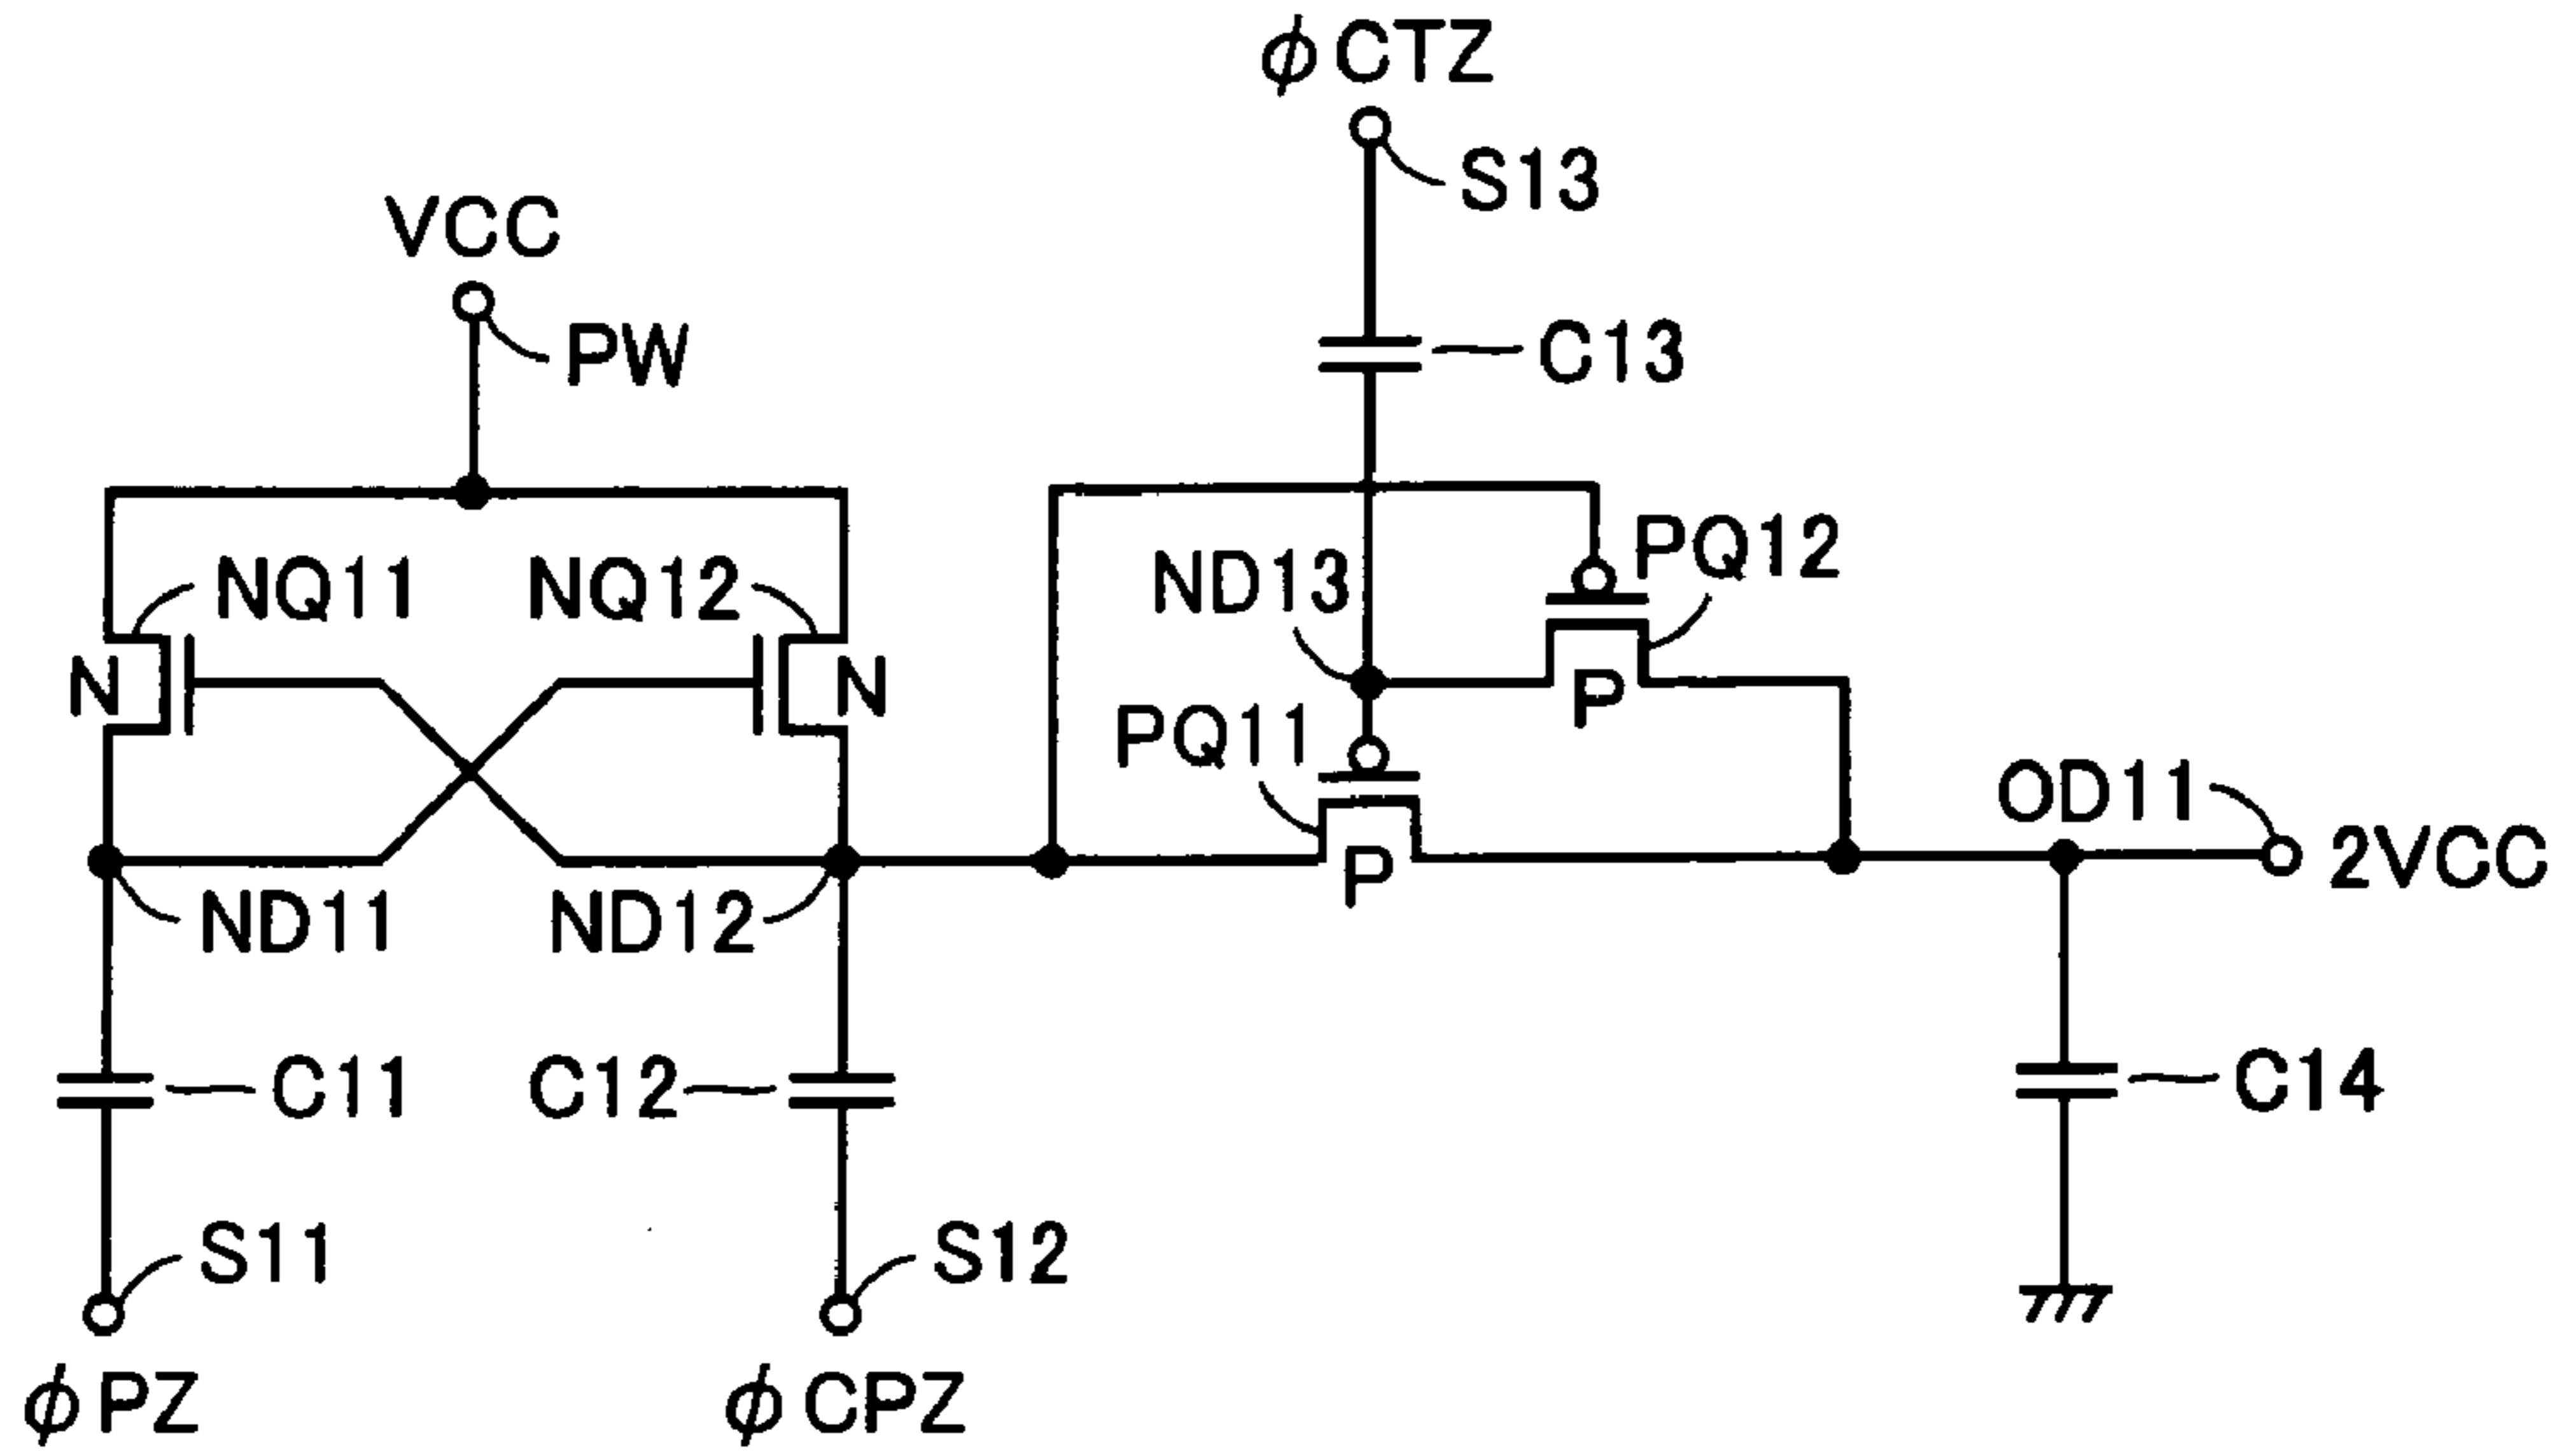 φCTZ
S13
VCC
PW
C13
NQ11
NQ12
ND13
PQ12
N
N
P
PQ11
OD11
P
2VCC
ND11
ND12
C11
C12
C14
S11
S12
φPZ
φCPZ